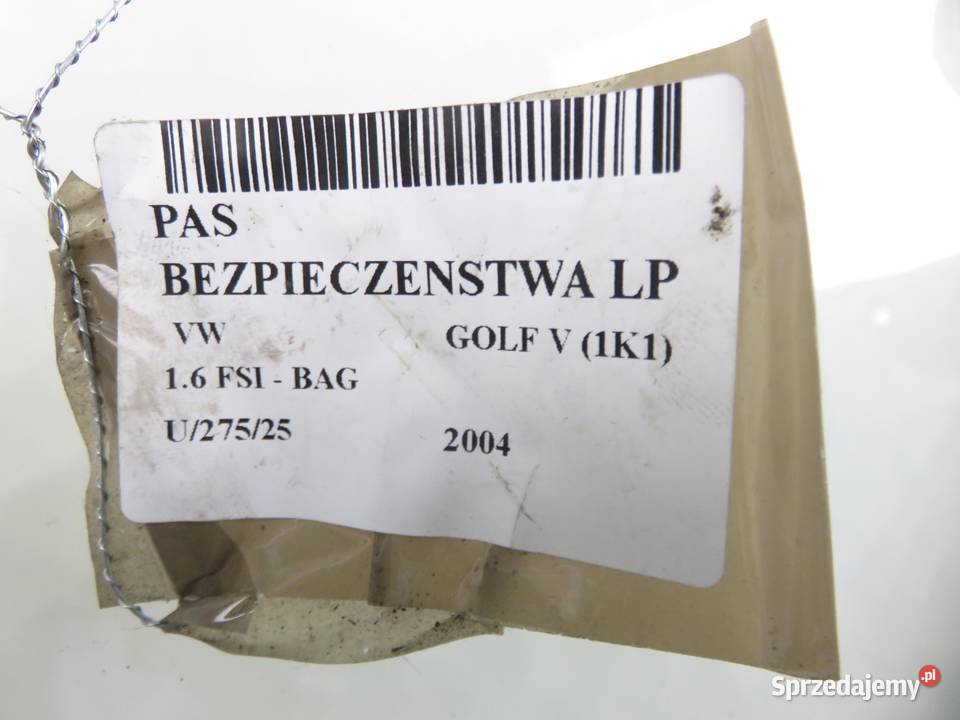 PAS
BEZPIECZENSTWA LP
VW GOLF V (1K1)
1.6 FSI - BAG
U/275/25 2004
Sprzedajemy.pl